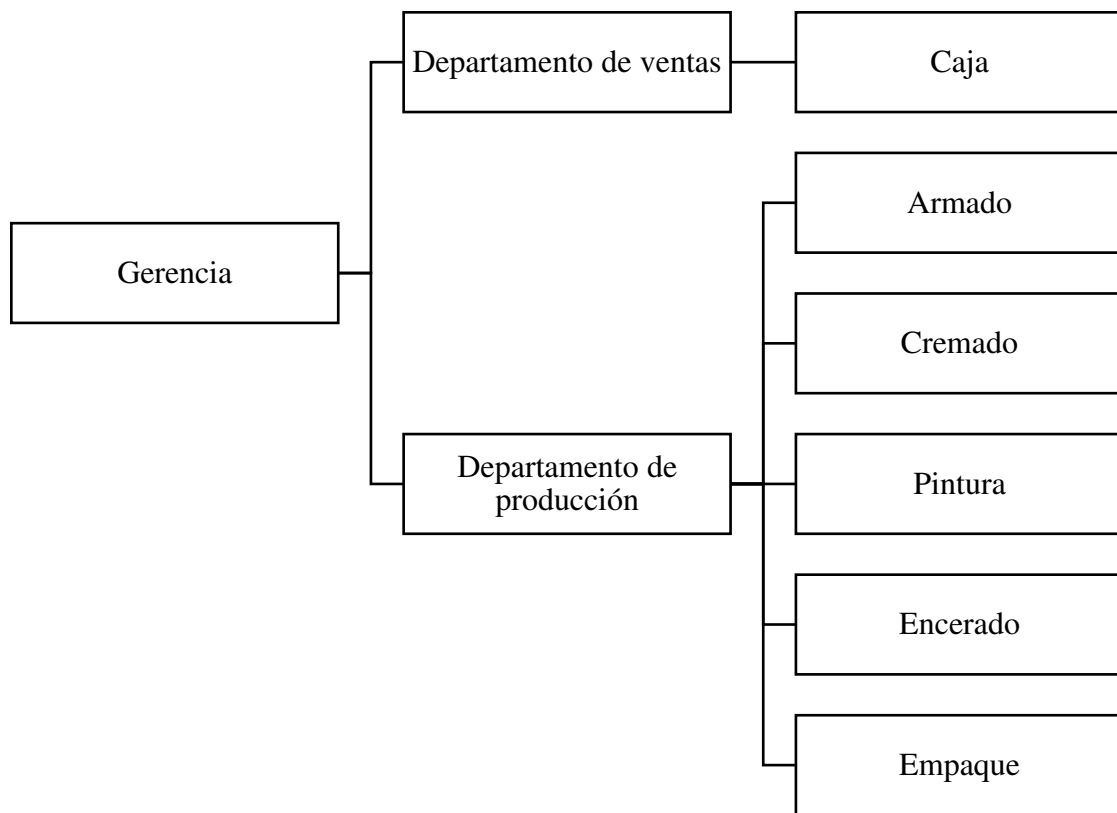 Departamento de ventas
Caja
Armado
Gerencia
Cremado
Departamento de
producción
Pintura
Encerado
Empaque